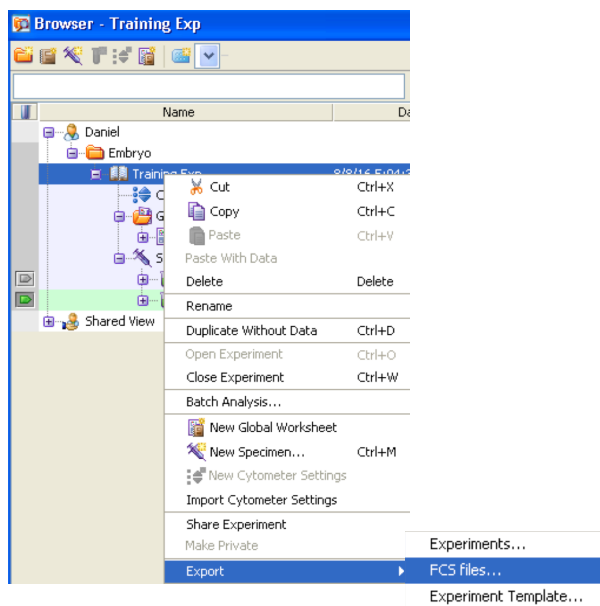 Browser - Training Exp
Name
Da
Daniel
Embryo
Training Exp
C
G
S
Shared View
Cut Ctrl+X
Copy Ctrl+C
Paste Ctrl+V
Paste With Data
Delete Delete
Rename
Duplicate Without Data Ctrl+D
Open Experiment Ctrl+O
Close Experiment Ctrl+W
Batch Analysis...
New Global Worksheet
New Specimen... Ctrl+M
New Cytometer Settings
Import Cytometer Settings
Share Experiment
Make Private
Export
Experiments...
FCS files...
Experiment Template...